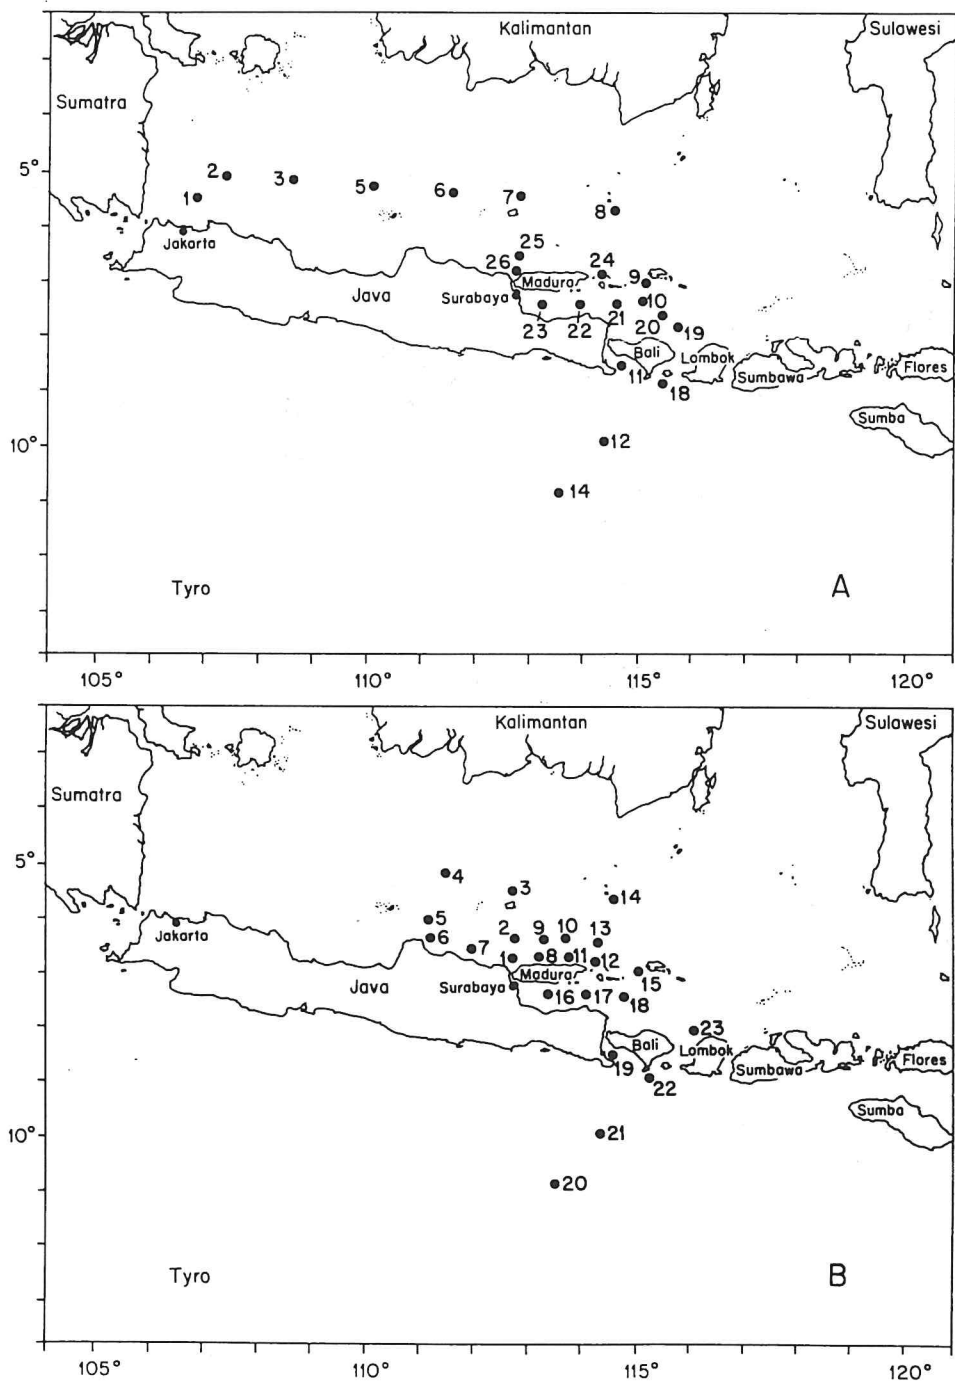 Kalimantan Sulawesi
Sumatra
5°
2 3 5 6 7
1 8
Jakarta
25
26 24 9
Madura
Java Surabaya 10
23 22 21 20 19
Bali Lombok Flores
11 Sumbawa
18
Sumba
10° 12
14
Tyro A
105° 110° 115° 120°
Kalimantan Sulawesi
Sumatra
5°
4 3 14
5
6 2 9 10 13
Jakarta
7 1 8 11 12
Madura 15
Java Surabaya
16 17 18
23
Bali Lombok Flores
19 Sumbawa
22
Sumba
10° 21
20
Tyro B
105° 110° 115° 120°